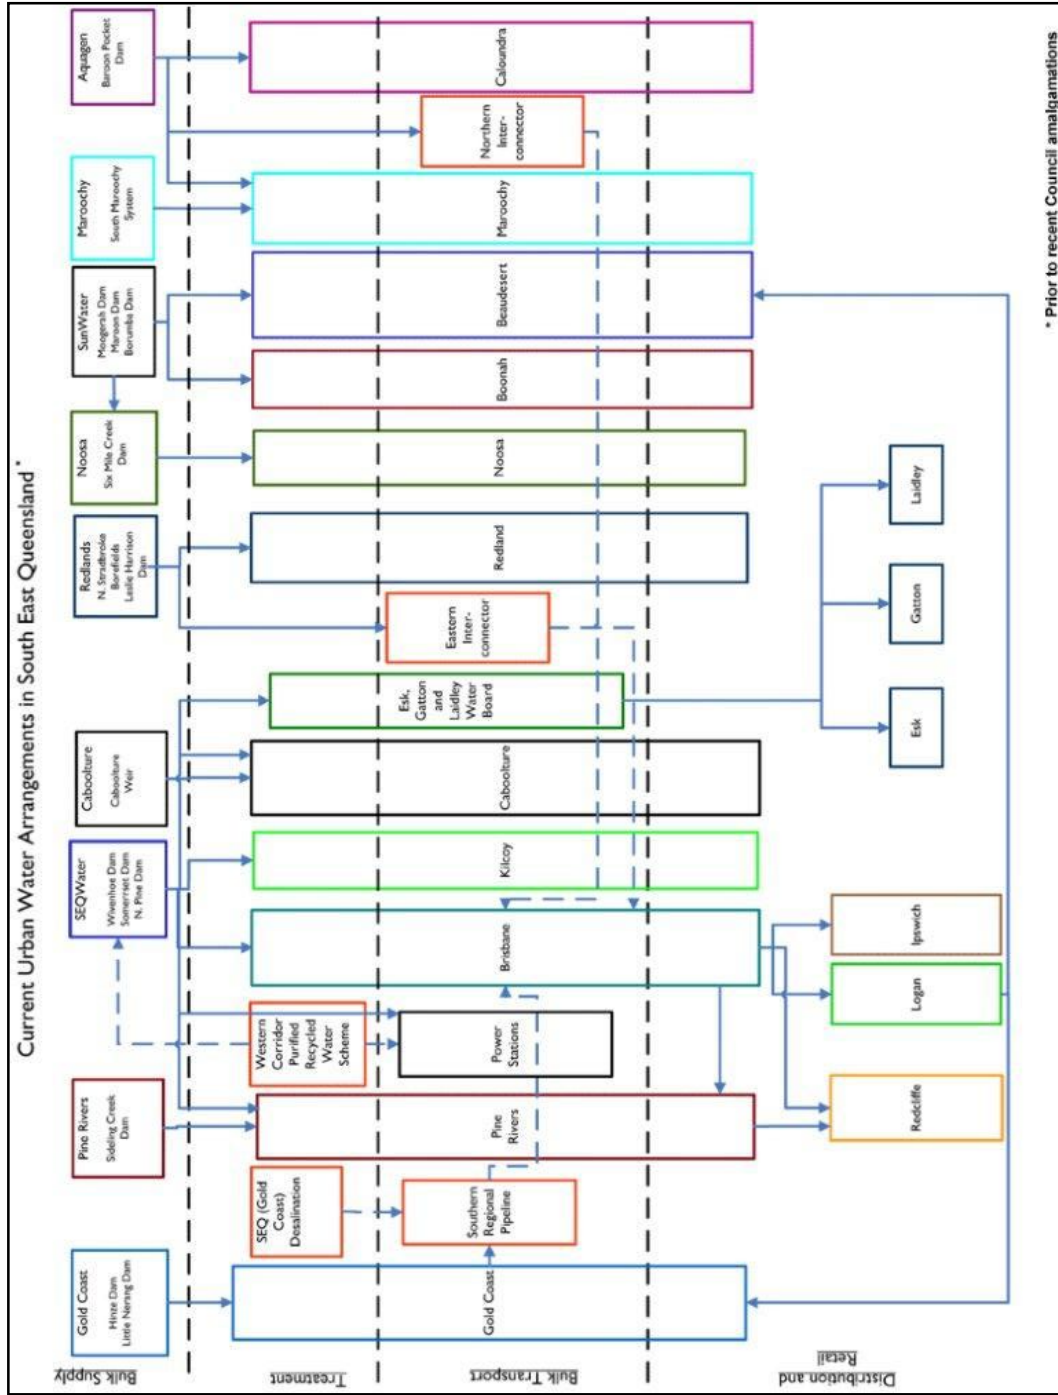 Current Urban Water Arrangements in South East Queensland *
Bulk Supply
Gold Coast
Hinze Dam
Little Nerang Dam
Pine Rivers
Sideling Creek
Dam
SEQWater
Wivenhoe Dam
Somerset Dam
N. Pine Dam
Caboolture
Caboolture
Weir
Redlands
N. Stradbroke
Borefields
Leslie Harrison
Dam
Noosa
Six Mile Creek
Dam
SunWater
Moogerah Dam
Maroon Dam
Borumba Dam
Maroochy
South Maroochy
System
Aquagen
Baroon Pocket
Dam
Treatment
SEQ (Gold
Coast)
Desalination
Western
Corridor
Purified
Recycled
Water
Scheme
Bulk Transport
Gold Coast
Southern
Regional
Pipeline
Pine
Rivers
Power
Stations
Brisbane
Kilcoy
Caboolture
Esk,
Gatton
and
Laidley
Water
Board
Eastern
Inter-
connector
Redland
Noosa
Boonah
Beaudesert
Maroochy
Northern
Inter-
connector
Caloundra
Distribution and
Retail
Redcliffe
Logan
Ipswich
Esk
Gatton
Laidley
* Prior to recent Council amalgamations